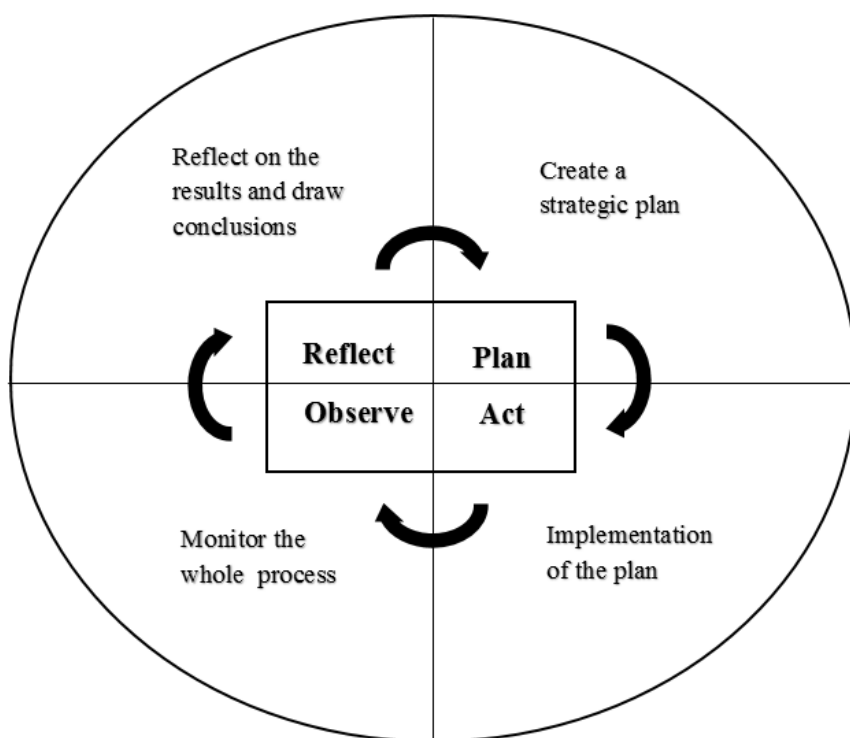 Reflect on the
results and draw
conclusions
Create a
strategic plan
Reflect
Plan
Observe
Act
Monitor the
whole process
Implementation
of the plan